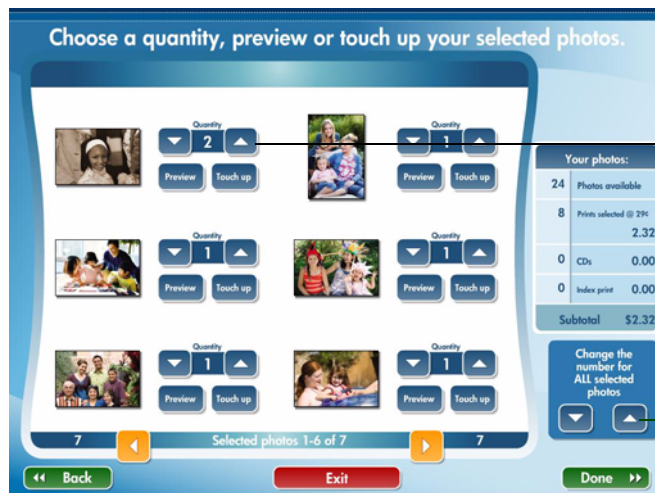 Choose a quantity, preview or touch up your selected photos.
Quantity
2
Preview Touch up
Quantity
1
Preview Touch up
Quantity
1
Preview Touch up
Quantity
1
Preview Touch up
Quantity
1
Preview Touch up
Quantity
1
Preview Touch up
7 Selected photos 1-6 of 7 7
Your photos:
24 Photos available
8 Prints selected @ 29¢
2.32
0 CDs 0.00
0 Index print 0.00
Subtotal $2.32
Change the
number for
ALL selected
photos
Back Exit Done